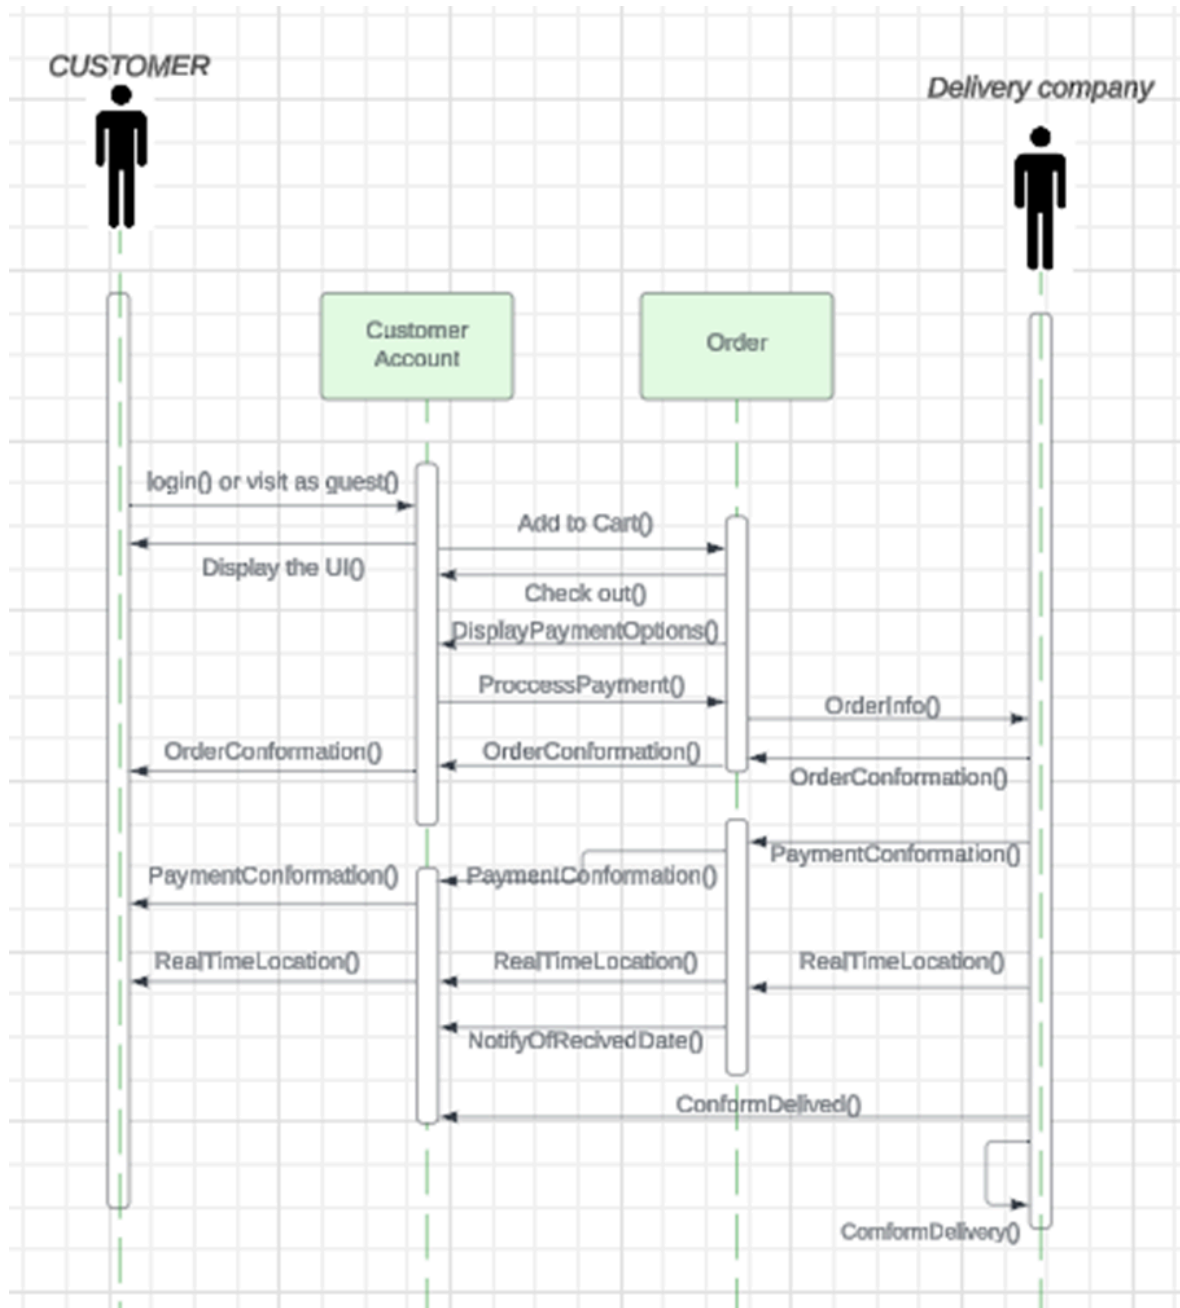 CUSTOMER
Delivery company
Customer
Account
Order
login() or visit as guest()
Add to Cart()
Display the UI()
Check out()
DisplayPaymentOptions()
ProccessPayment()
OrderInfo()
OrderConformation()
OrderConformation()
OrderConformation()
PaymentConformation()
PaymentConformation()
PaymentConformation()
RealTimeLocation()
RealTimeLocation()
RealTimeLocation()
NotifyOfRecivedDate()
ConformDelived()
ComformDelivery()